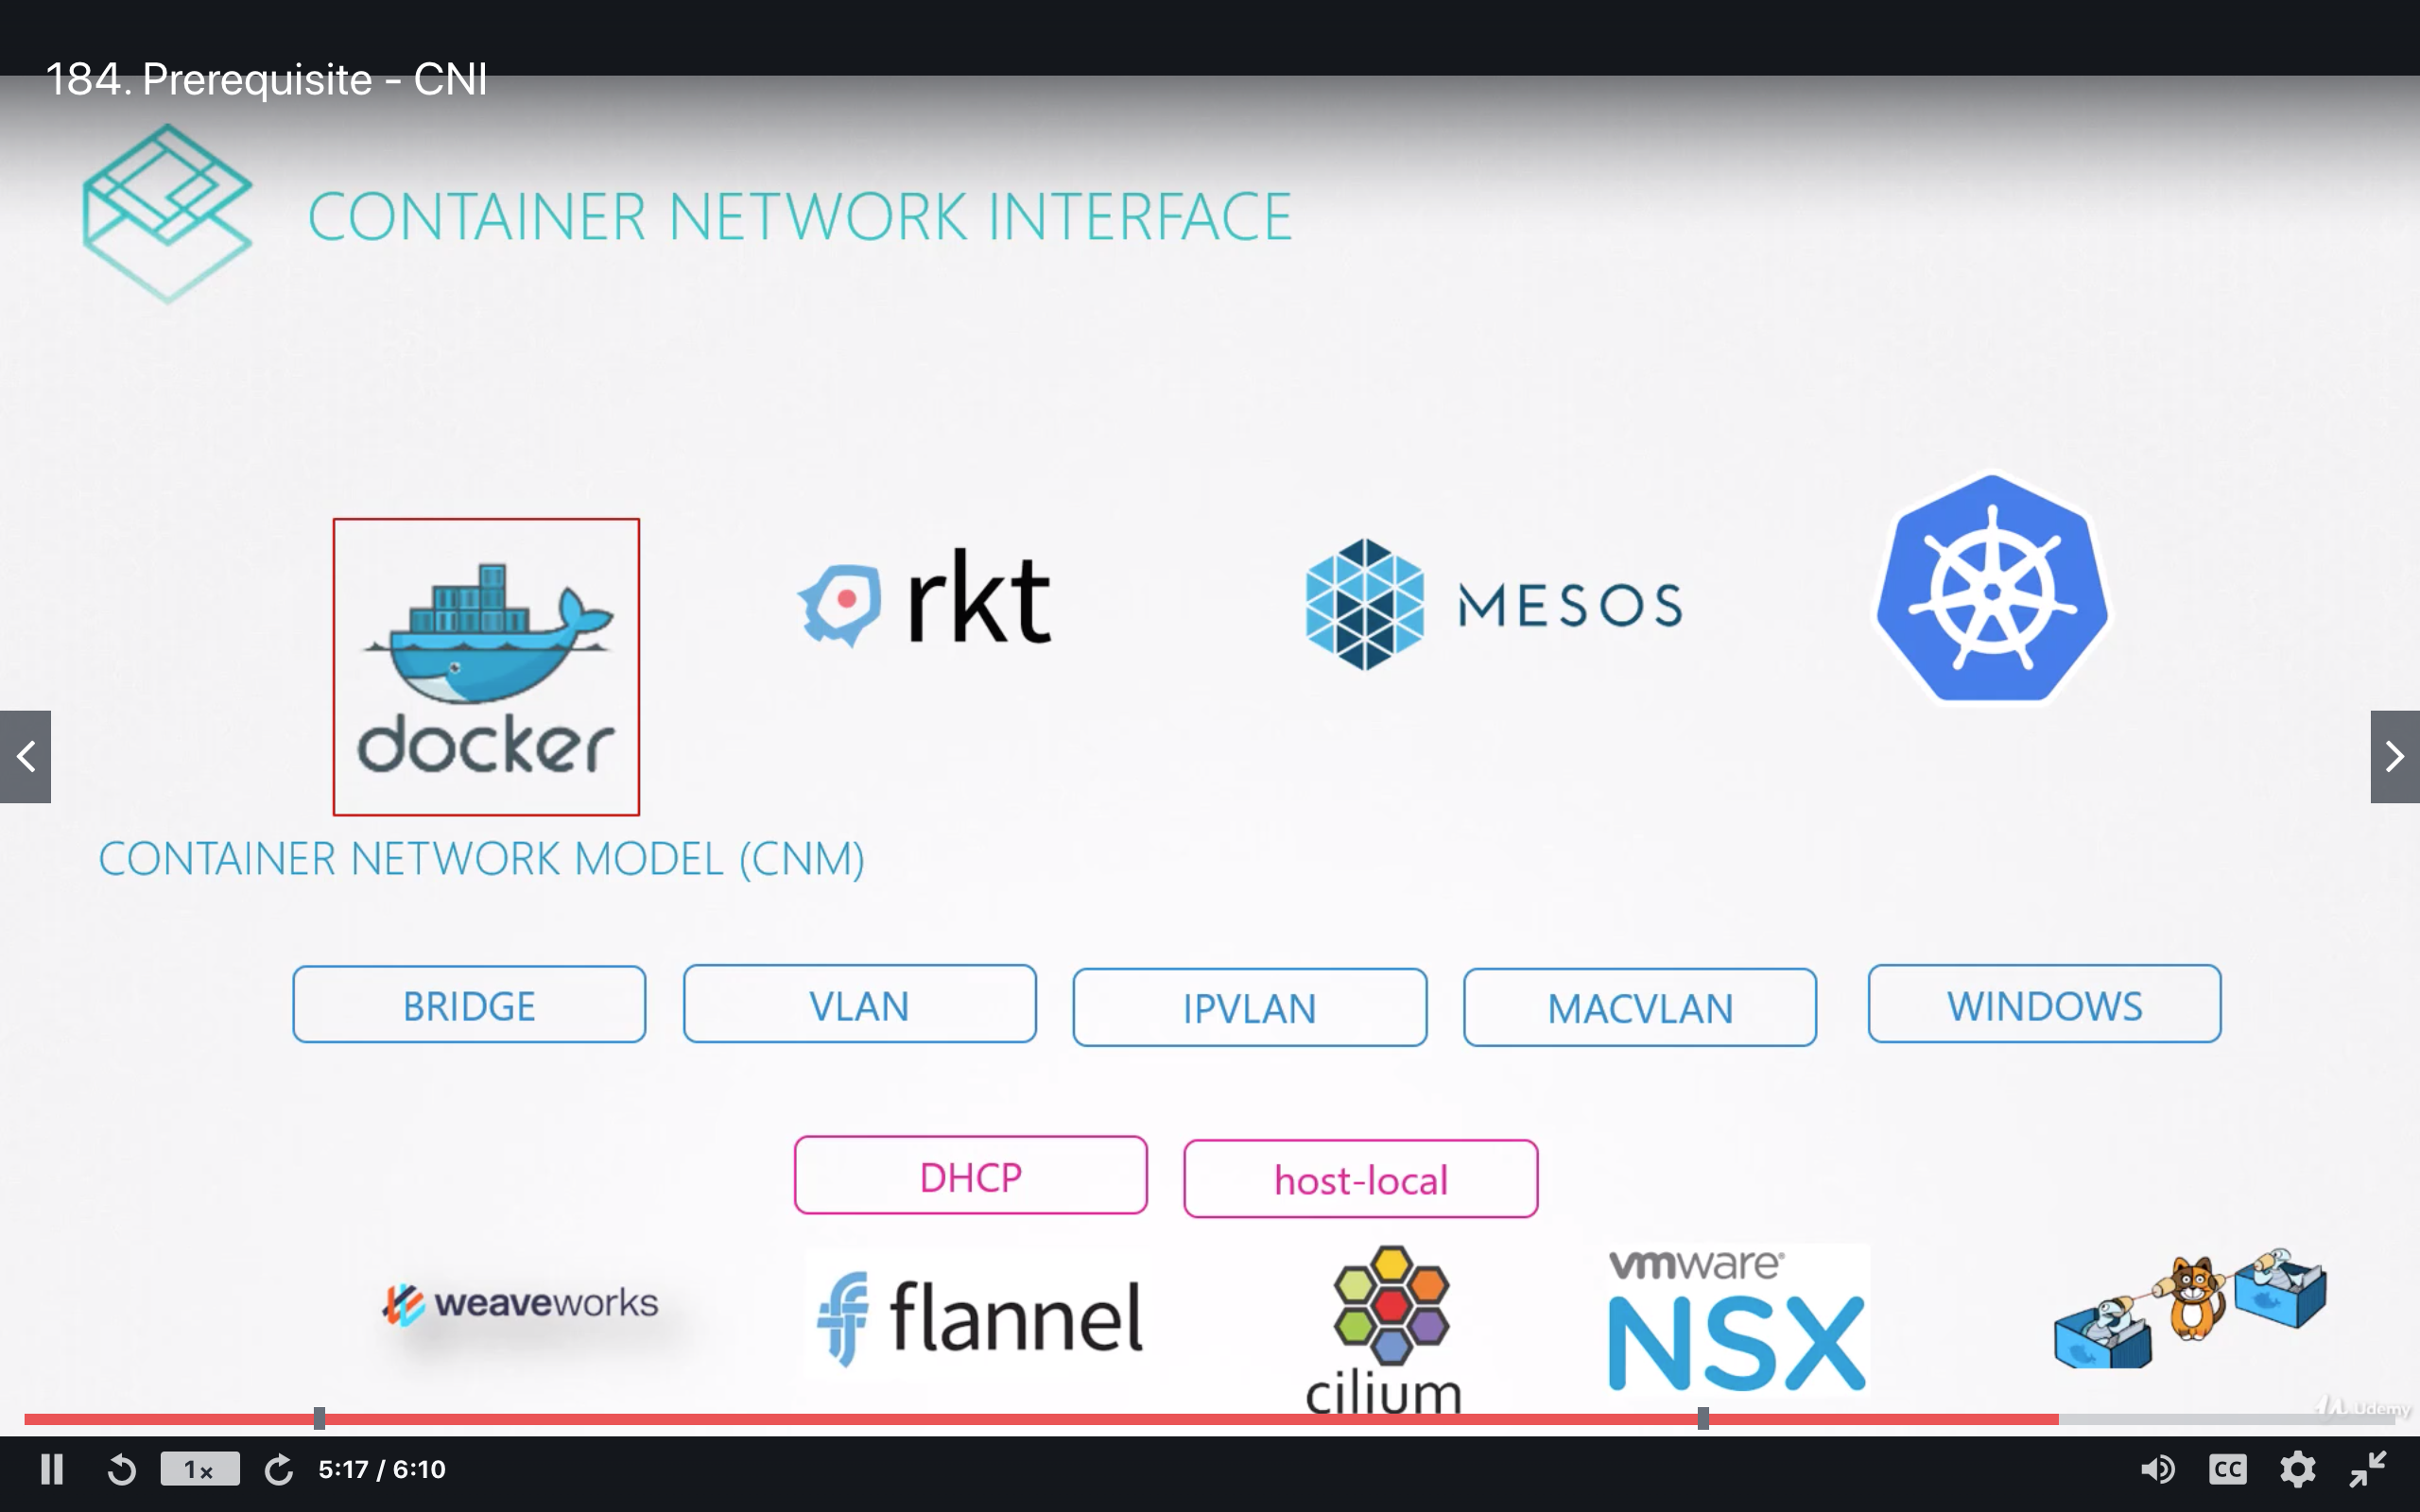 184. Prerequisite - CNI
CONTAINER NETWORK INTERFACE
docker
rkt
MESOS
CONTAINER NETWORK MODEL (CNM)
BRIDGE
VLAN
IPVLAN
MACVLAN
WINDOWS
DHCP
host-local
weaveworks
flannel
cilium
vmware®
NSX
Udemy
1x
5:17 / 6:10
CC